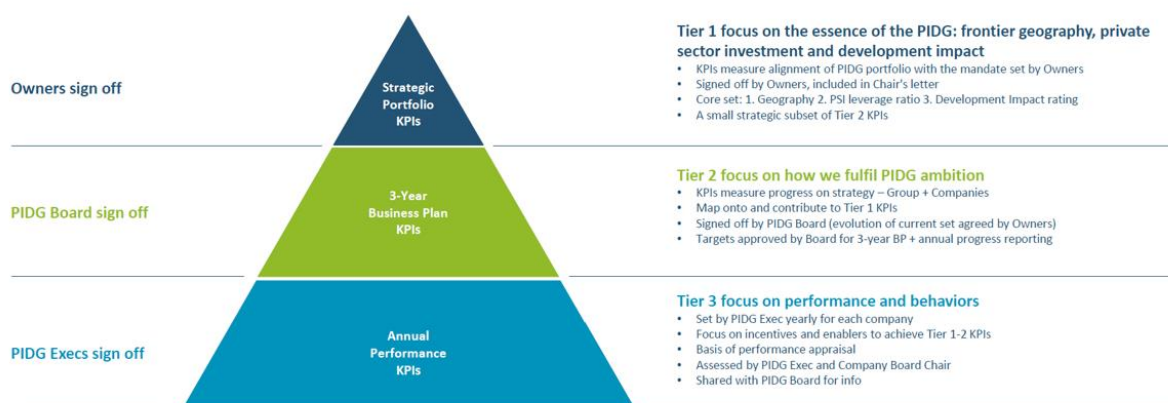 Owners sign off
Strategic
Portfolio
KPIs
Tier 1 focus on the essence of the PIDG: frontier geography, private
sector investment and development impact
• KPIs measure alignment of PIDG portfolio with the mandate set by Owners
• Signed off by Owners, included in Chair's letter
• Core set: 1. Geography 2. PSI leverage ratio 3. Development Impact rating
• A small strategic subset of Tier 2 KPIs
PIDG Board sign off
3-Year
Business Plan
KPIs
Tier 2 focus on how we fulfil PIDG ambition
• KPIs measure progress on strategy – Group + Companies
• Map onto and contribute to Tier 1 KPIs
• Signed off by PIDG Board (evolution of current set agreed by Owners)
• Targets approved by Board for 3-year BP + annual progress reporting
PIDG Execs sign off
Annual
Performance
KPIs
Tier 3 focus on performance and behaviors
• Set by PIDG Exec yearly for each company
• Focus on incentives and enablers to achieve Tier 1-2 KPIs
• Basis of performance appraisal
• Assessed by PIDG Exec and Company Board Chair
• Shared with PIDG Board for info